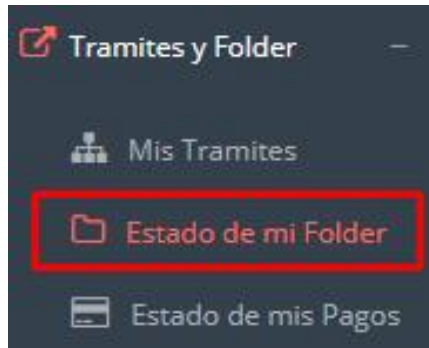 Tramites y Folder
Mis Tramites
Estado de mi Folder
Estado de mis Pagos